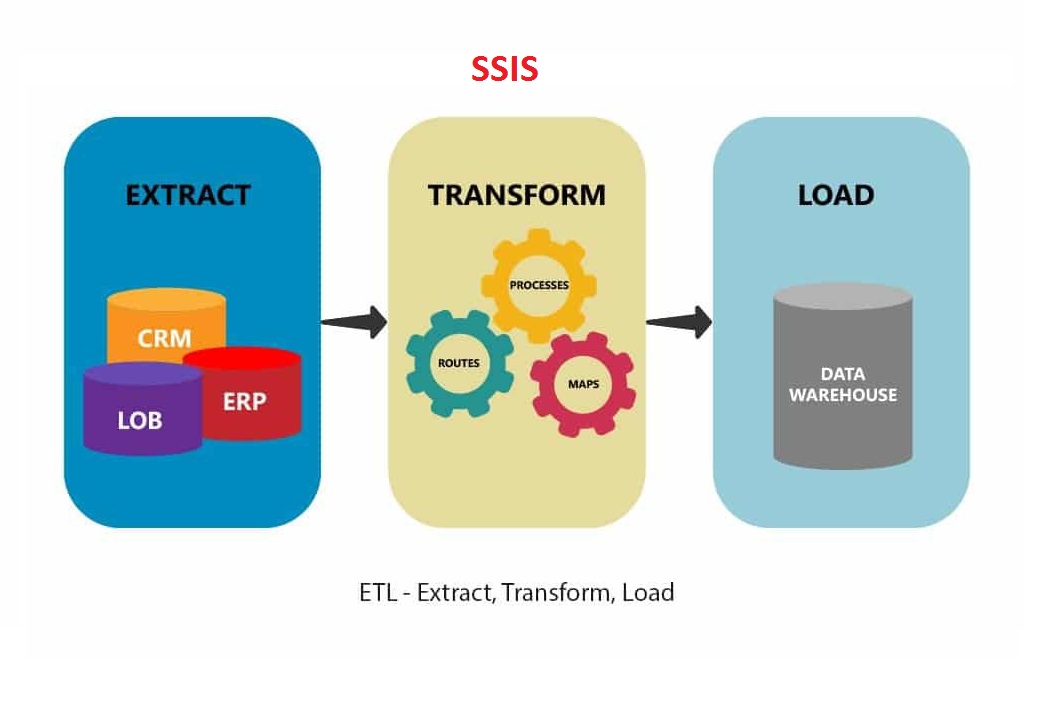 SSIS
EXTRACT
CRM
LOB
ERP
TRANSFORM
PROCESSES
ROUTES
MAPS
LOAD
DATA
WAREHOUSE
ETL - Extract, Transform, Load